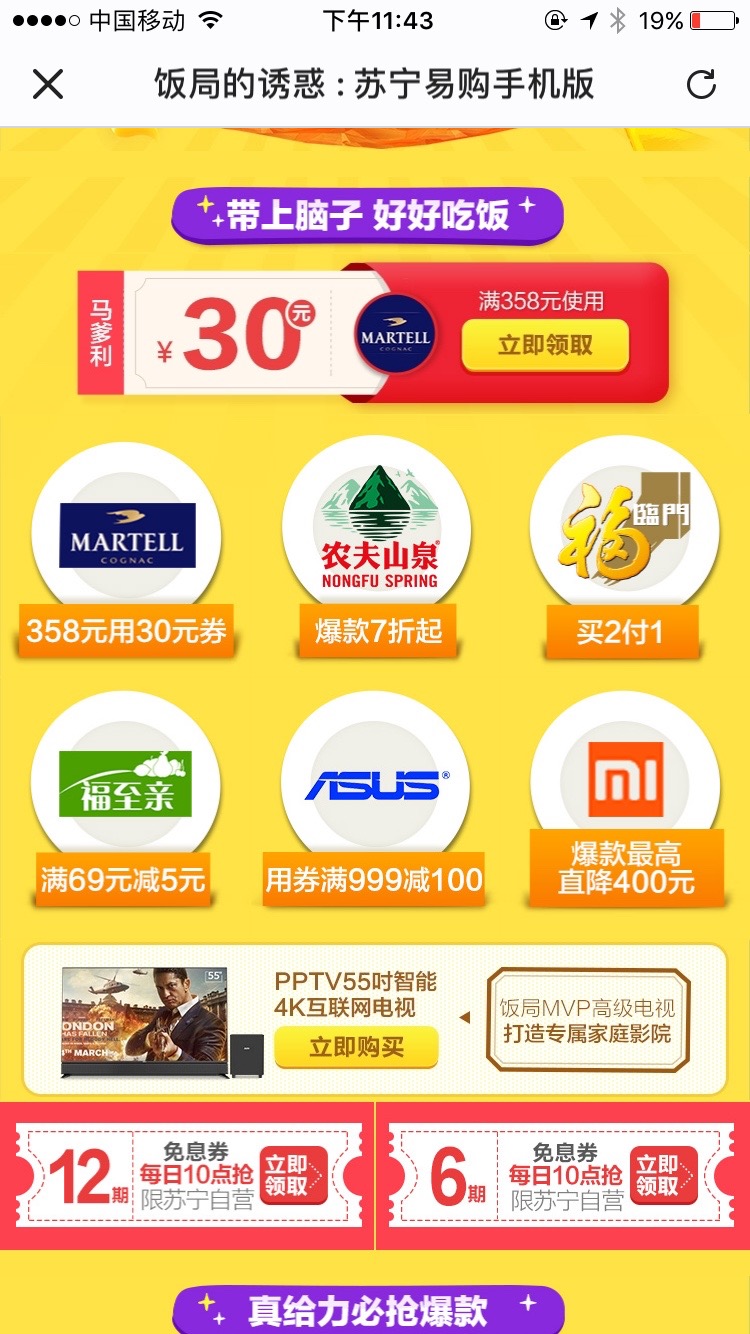 中国移动
下午11:43
19%
饭局的诱惑:苏宁易购手机版
带上脑子 好好吃饭
马爹利
¥30元
MARTELL
COGNAC
满358元使用
立即领取
MARTELL
COGNAC
358元用30元券
农夫山泉®
NONGFU SPRING
爆款7折起
福臨門
买2付1
福至亲
满69元减5元
ASUS®
用券满999减100
mi
爆款最高
直降400元
55"
LONDON
HAS FALLEN
PPTV55吋智能
4K互联网电视
立即购买
饭局MVP高级电视
打造专属家庭影院
12期
免息券
每日10点抢
限苏宁自营
立即
领取
6期
免息券
每日10点抢
限苏宁自营
立即
领取
真给力必抢爆款